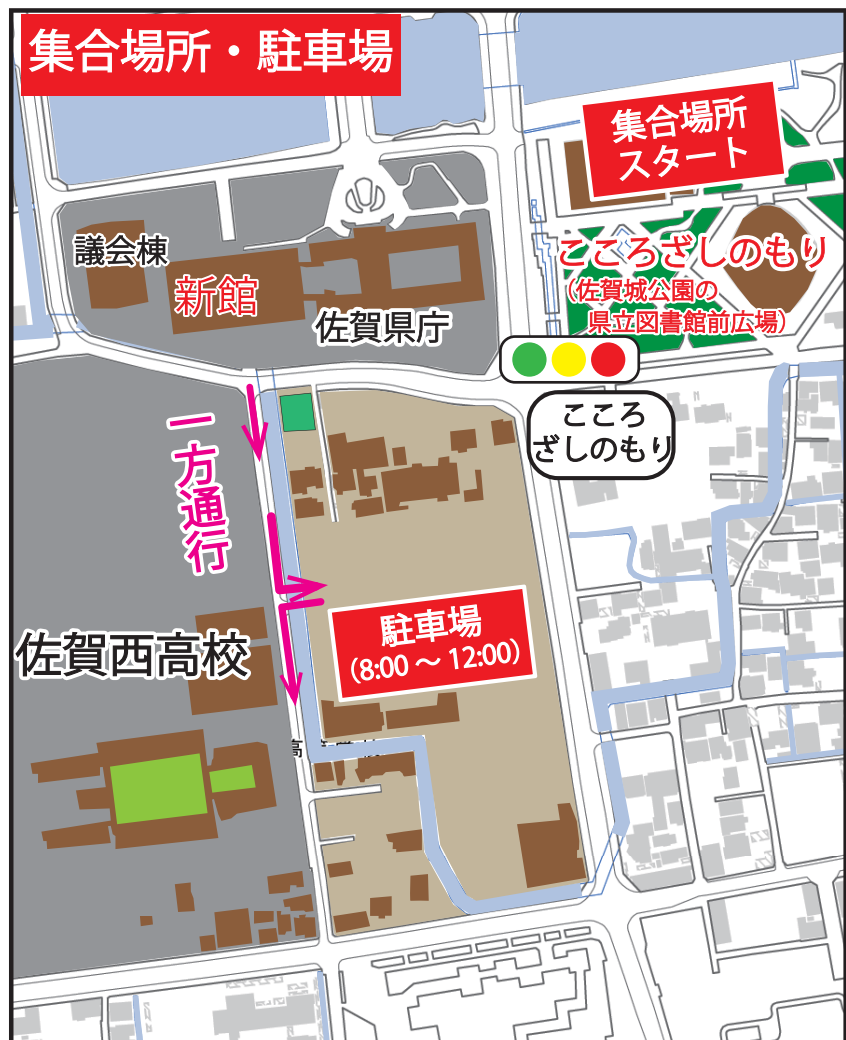 集合場所・駐車場
集合場所
スタート
議会棟
新館
佐賀県庁
こころざしのもり
（佐賀城公園の
県立図書館前広場）
こころ
ざしのもり
一方通行
佐賀西高校
駐車場
（8:00 ～ 12:00）